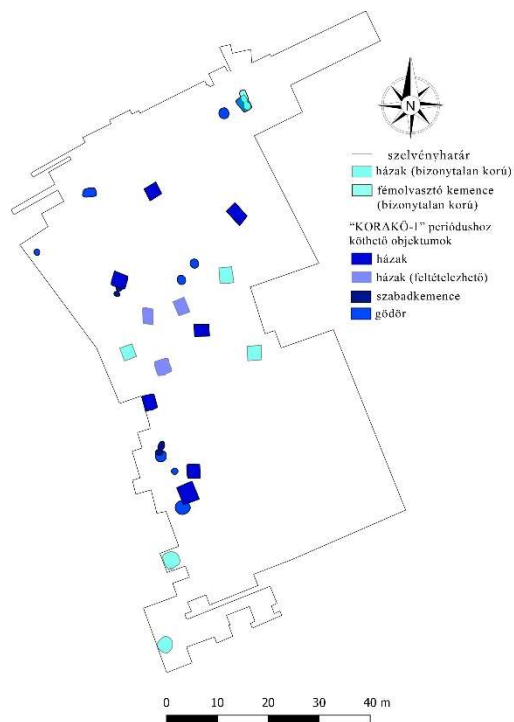 N
szelvényhatár
házak (bizonytalan korú)
fémolvasztó kemence
(bizonytalan korú)
"KORAKÖ-1" periódushoz
köthető objektumok
házak
házak (feltételezhető)
szabadkemence
gödör
0 10 20 30 40 m